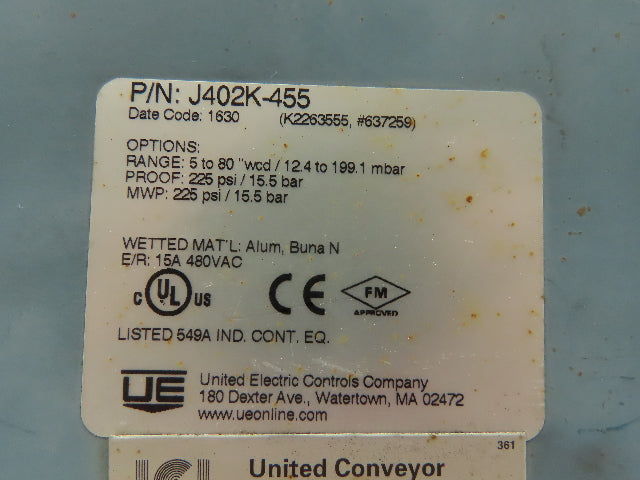 P/N: J402K-455
Date Code: 1630 (K2263555, #637259)
OPTIONS:
RANGE: 5 to 80 "wcd / 12.4 to 199.1 mbar
PROOF: 225 psi / 15.5 bar
MWP: 225 psi / 15.5 bar
WETTED MAT'L: Alum, Buna N
E/R: 15A 480VAC
C UL US CE FM
APPROVED
LISTED 549A IND. CONT. EQ.
UE United Electric Controls Company
180 Dexter Ave., Watertown, MA 02472
www.ueonline.com
361
United Conveyor